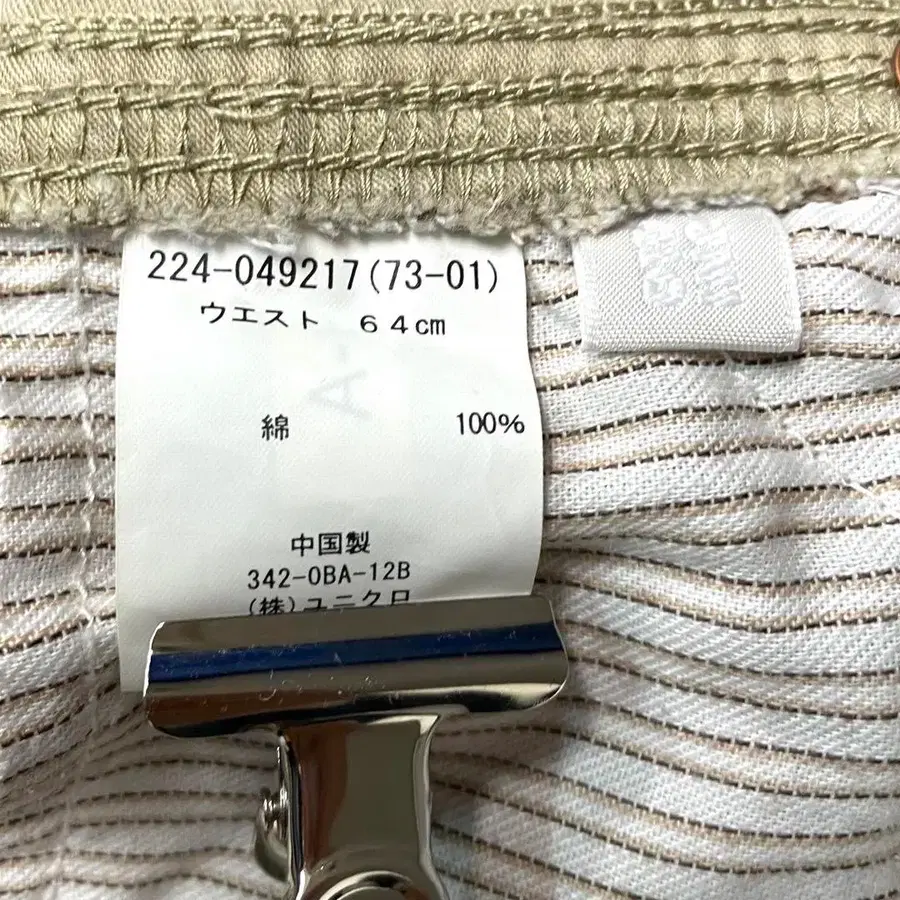 224-049217(73-01)
ウエスト 64cm
綿 100%
中国製
342-0BA-12B
(株)ユニクロ